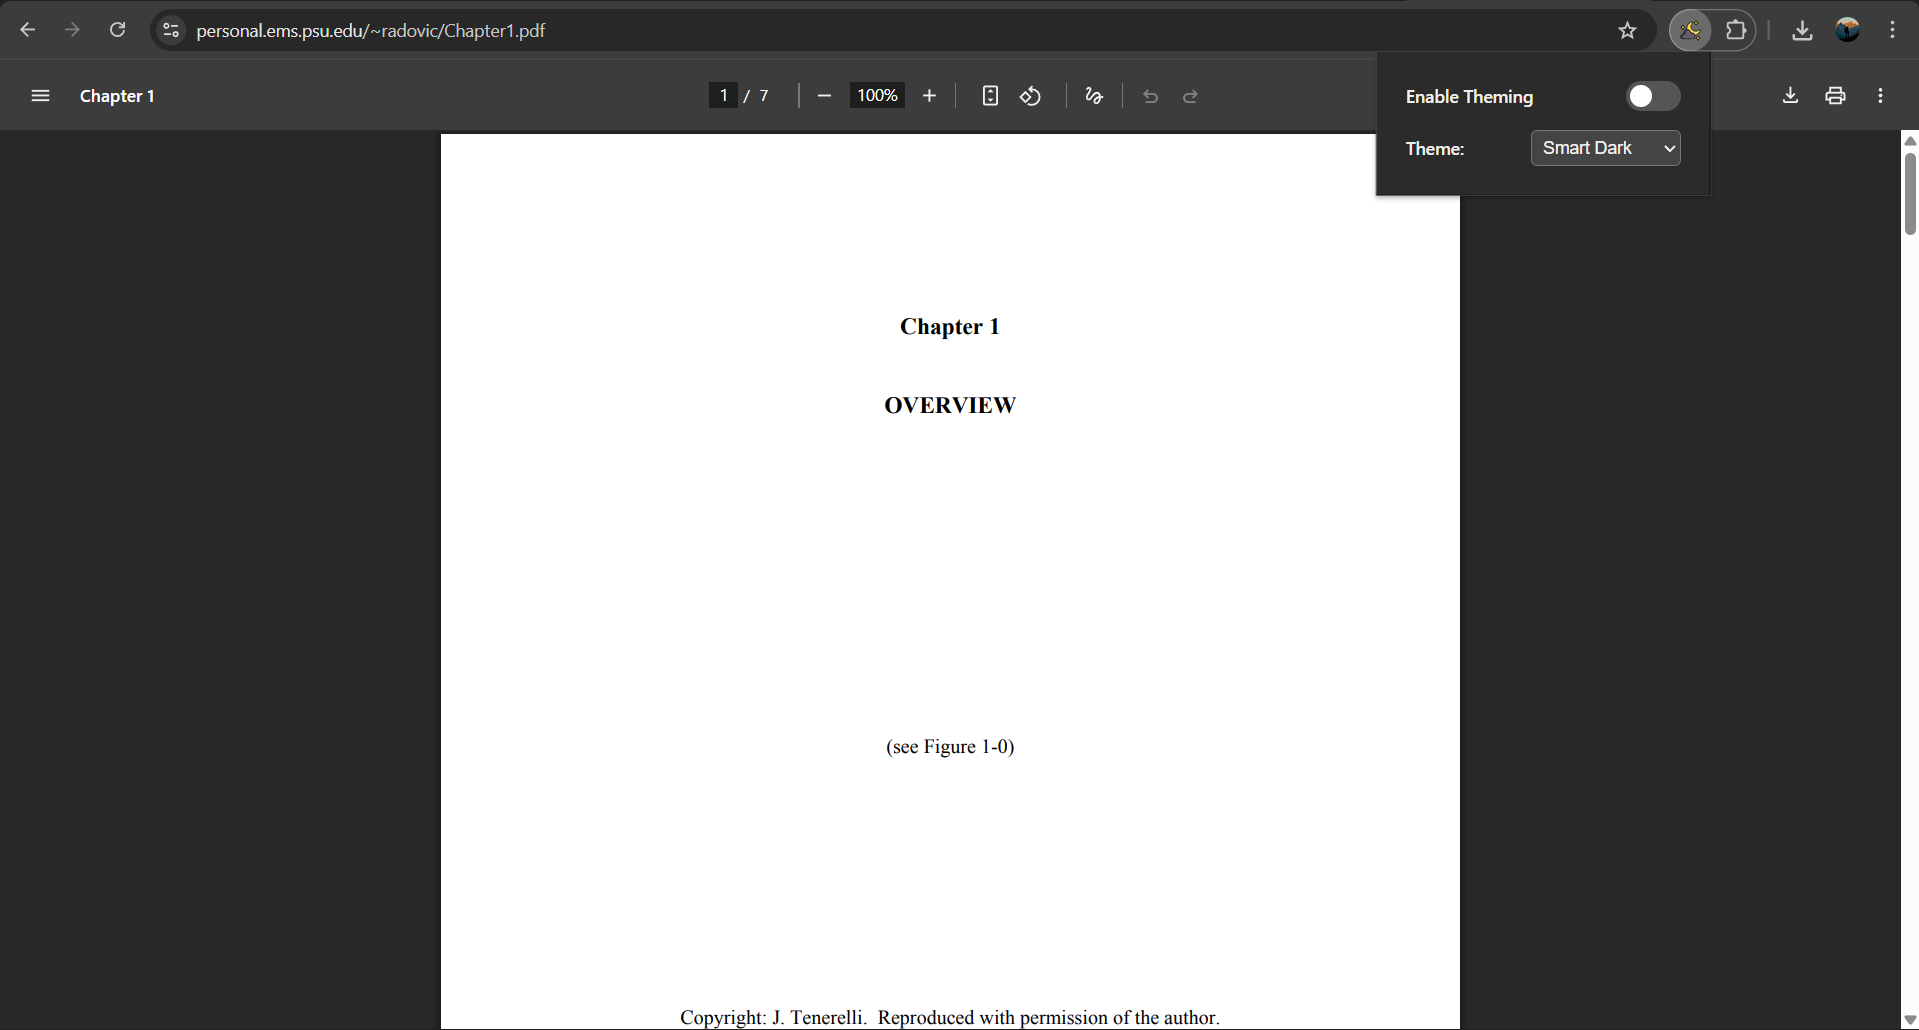 personal.ems.psu.edu/~radovic/Chapter1.pdf
Chapter 1
1 / 7
100%
Enable Theming
Theme:
Smart Dark
Chapter 1
OVERVIEW
(see Figure 1-0)
Copyright: J. Tenerelli. Reproduced with permission of the author.